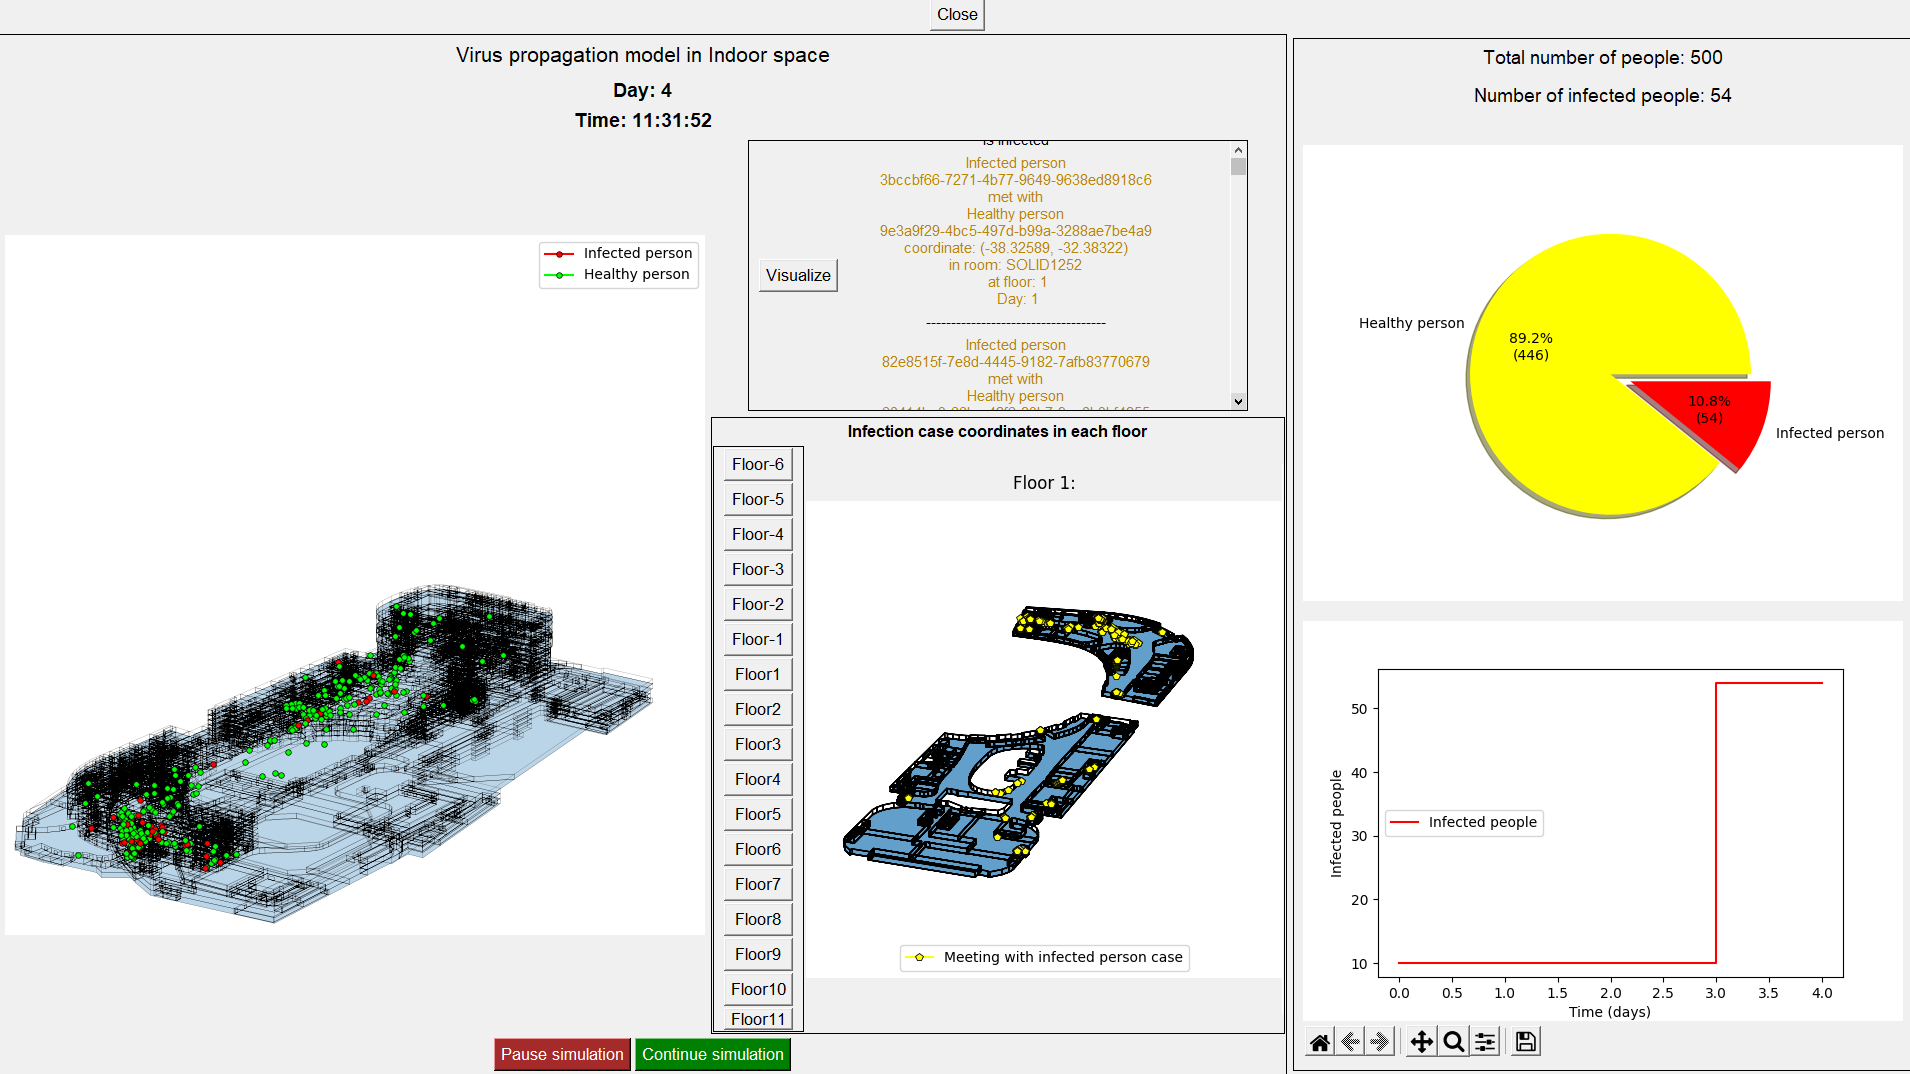 Close
Virus propagation model in Indoor space
Day: 4
Time: 11:31:52
Infected person
Healthy person
Visualize
is infected
Infected person
3bccbf66-7271-4b77-9649-9638ed8918c6
met with
Healthy person
9e3a9f29-4bc5-497d-b99a-3288ae7be4a9
coordinate: (-38.32589, -32.38322)
in room: SOLID1252
at floor: 1
Day: 1
------------------------------------
Infected person
82e8515f-7e8d-4445-9182-7afb83770679
met with
Healthy person
Infection case coordinates in each floor
Floor-6
Floor-5
Floor-4
Floor-3
Floor-2
Floor-1
Floor1
Floor2
Floor3
Floor4
Floor5
Floor6
Floor7
Floor8
Floor9
Floor10
Floor11
Floor 1:
Meeting with infected person case
Pause simulation
Continue simulation
Total number of people: 500
Number of infected people: 54
Healthy person
89.2%
(446)
10.8%
(54)
Infected person
Infected people
50
40
30
20
10
Infected people
0.0 0.5 1.0 1.5 2.0 2.5 3.0 3.5 4.0
Time (days)